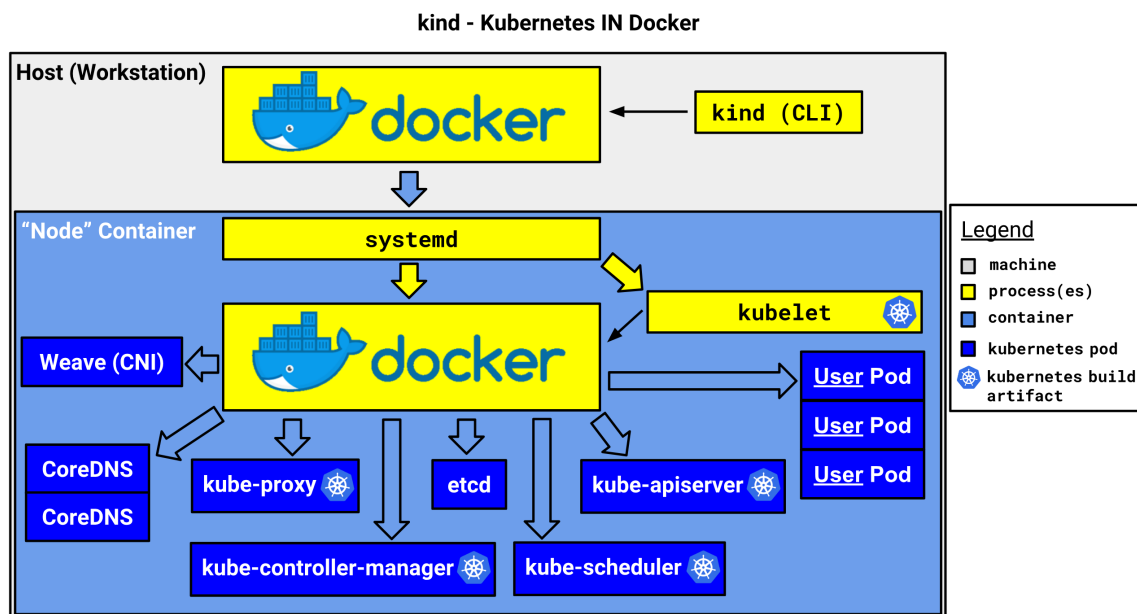 kind - Kubernetes IN Docker
Host (Workstation)
docker
kind (CLI)
“Node” Container
systemd
kubelet
docker
Weave (CNI)
User Pod
User Pod
User Pod
CoreDNS
CoreDNS
kube-proxy
etcd
kube-apiserver
kube-controller-manager
kube-scheduler
Legend
machine
process(es)
container
kubernetes pod
kubernetes build
artifact